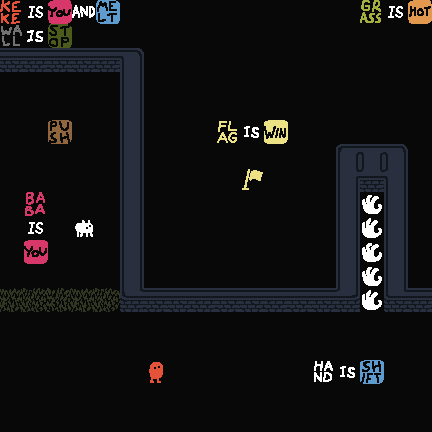 KEKE IS YOU AND MELT
GRASS IS HOT
WALL IS STOP
PUSH
FLAG IS WIN
BABA
IS
YOU
HAND IS SHIFT